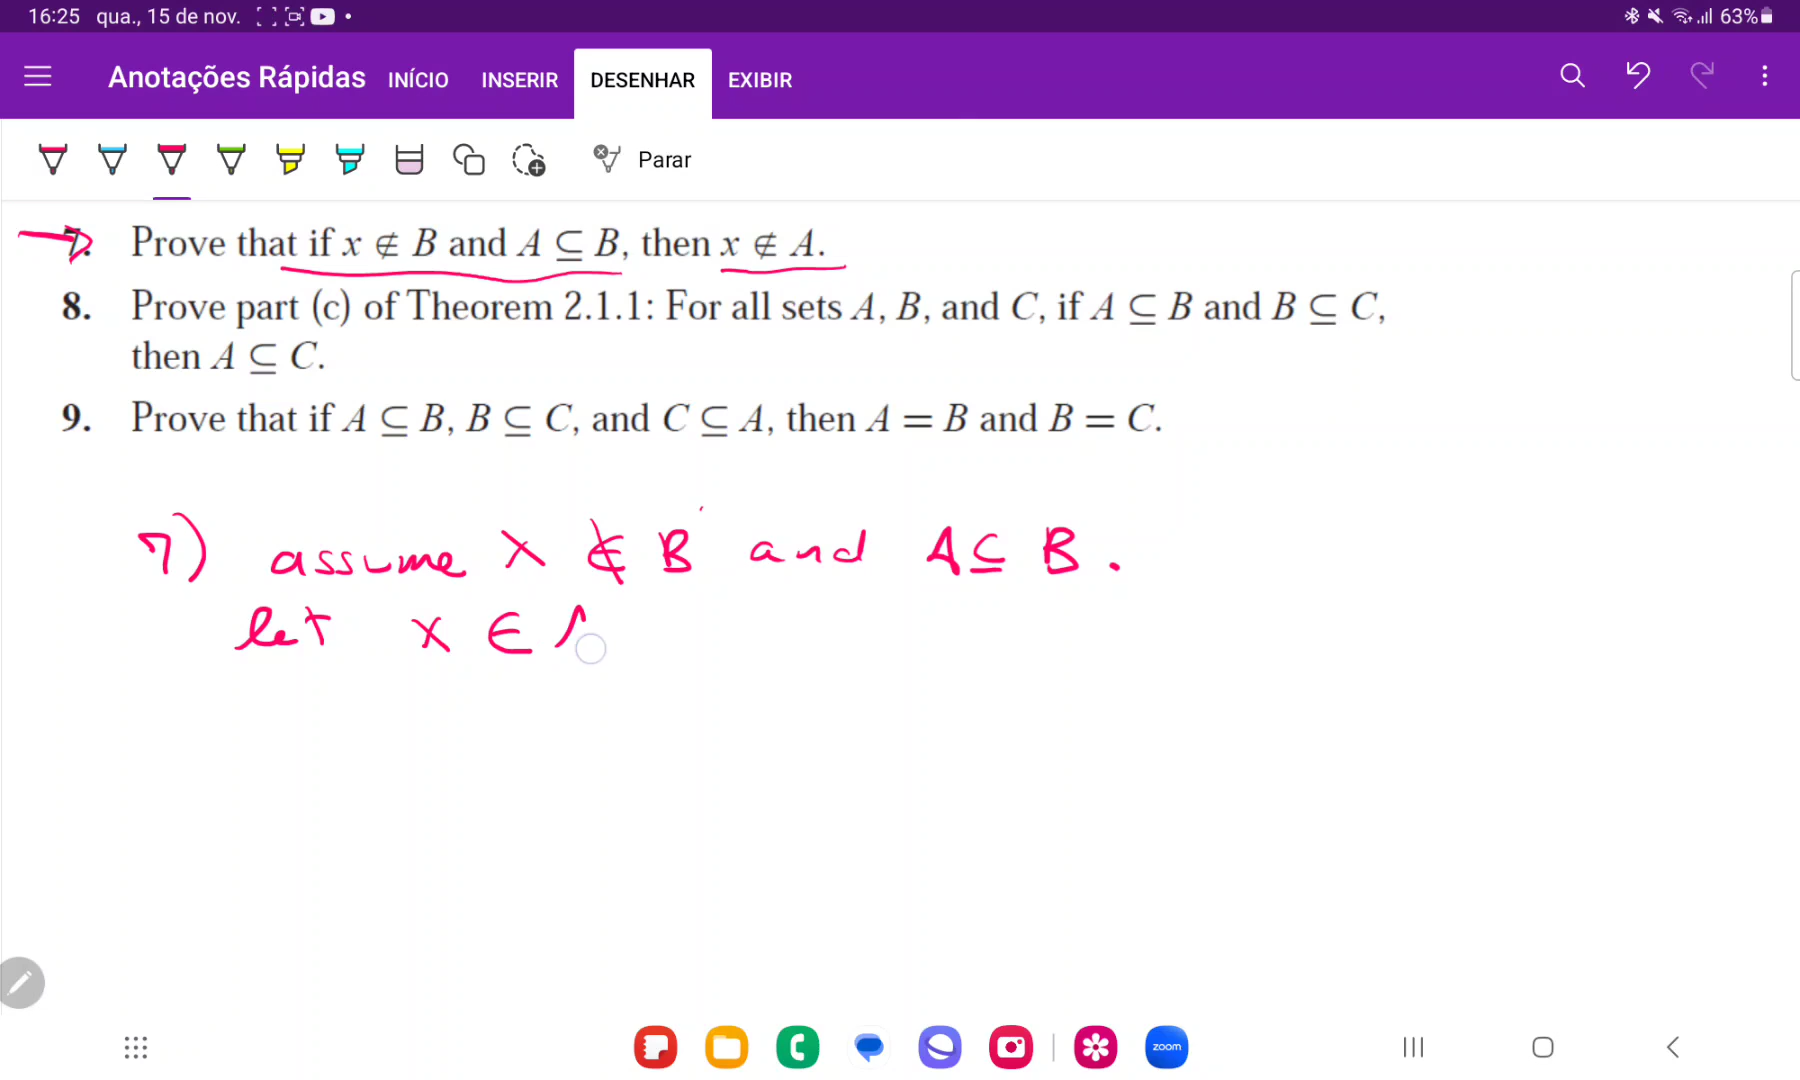 16:25 qua., 15 de nov. 63%
Anotações Rápidas INÍCIO INSERIR DESENHAR EXIBIR
Parar
7. Prove that if x ∉ B and A ⊆ B, then x ∉ A.
8. Prove part (c) of Theorem 2.1.1: For all sets A, B, and C, if A ⊆ B and B ⊆ C,
then A ⊆ C.
9. Prove that if A ⊆ B, B ⊆ C, and C ⊆ A, then A = B and B = C.
7) assume x ∉ B and A ⊆ B.
let x ∈
zoom